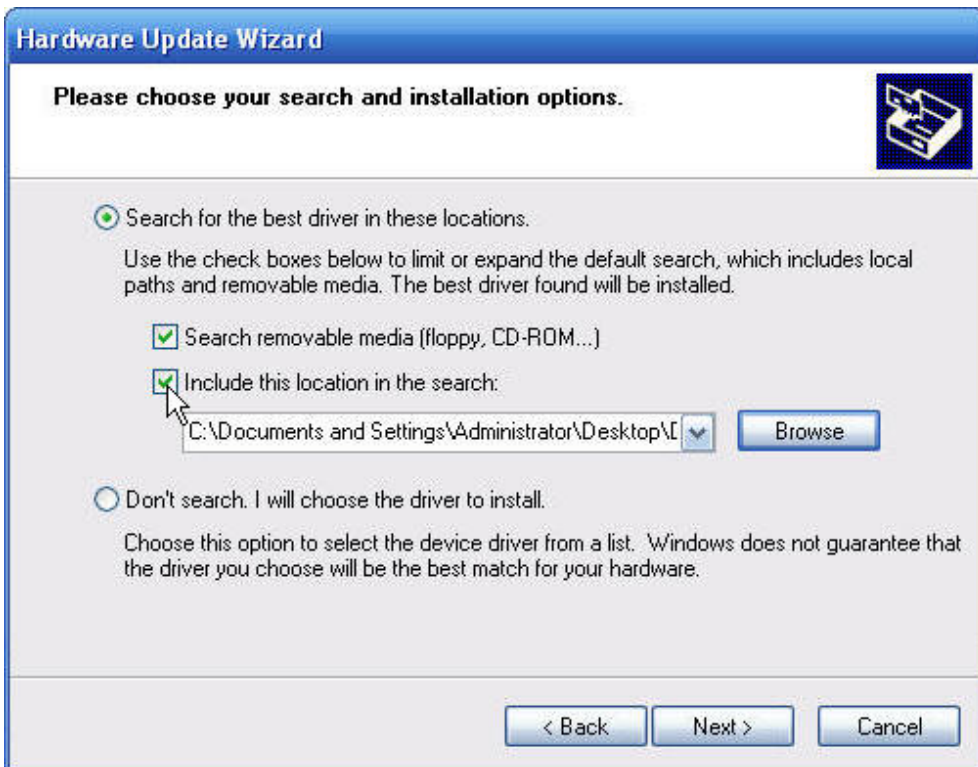 Hardware Update Wizard
Please choose your search and installation options.
Search for the best driver in these locations.
Use the check boxes below to limit or expand the default search, which includes local
paths and removable media. The best driver found will be installed.
Search removable media (floppy, CD-ROM...)
Include this location in the search:
C:\Documents and Settings\Administrator\Desktop\
Browse
Don't search. I will choose the driver to install.
Choose this option to select the device driver from a list. Windows does not guarantee that
the driver you choose will be the best match for your hardware.
< Back
Next >
Cancel